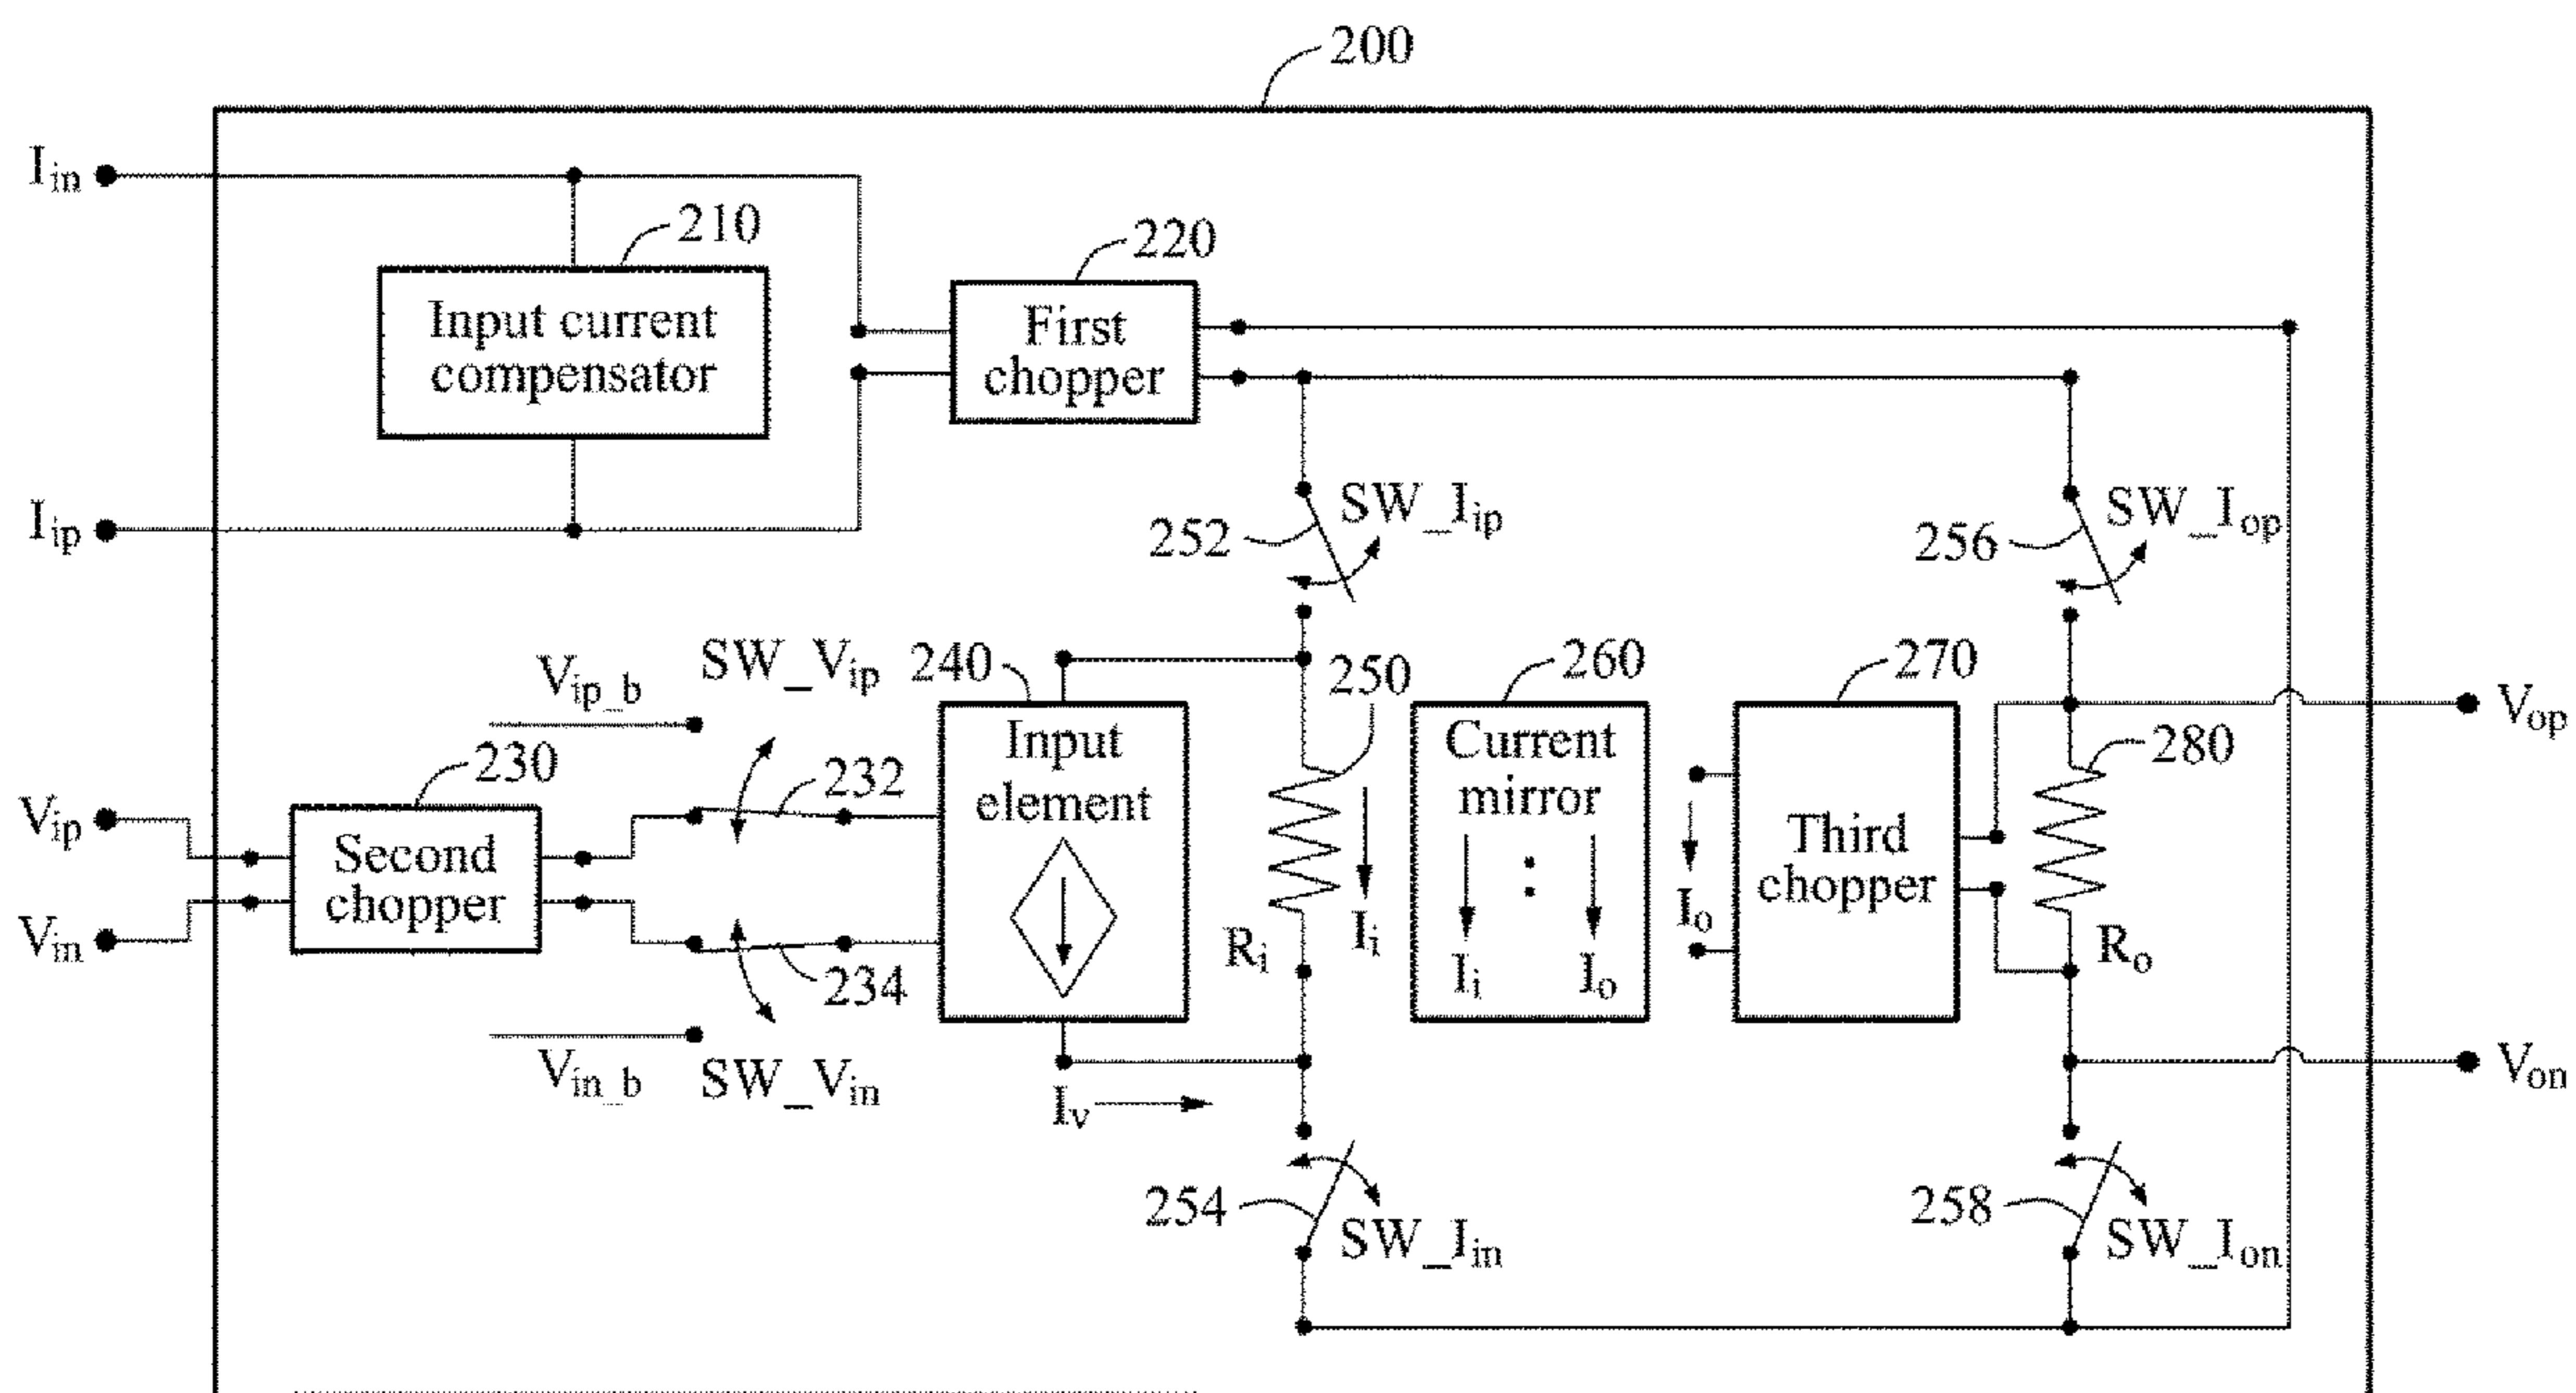 200
I_in
210
220
Input current
compensator
First
chopper
I_ip
252
SW_I_ip
256
SW_I_op
V_ip_b
SW_V_ip
240
250
260
270
V_op
230
232
Input
element
Current
mirror
280
V_ip
V_in
Second
chopper
Third
chopper
I_o
I_i
R_i
R_o
234
I_i
:
I_o
V_in_b
SW_V_in
I_v
V_on
254
SW_I_in
258
SW_I_on